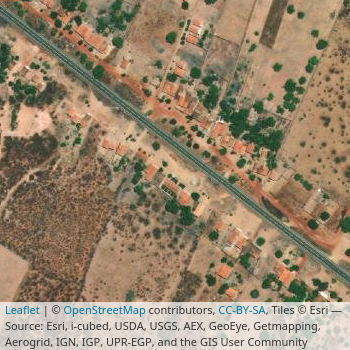 Leaflet | © OpenStreetMap contributors, CC-BY-SA, Tiles © Esri —
Source: Esri, i-cubed, USDA, USGS, AEX, GeoEye, Getmapping,
Aerogrid, IGN, IGP, UPR-EGP, and the GIS User Community